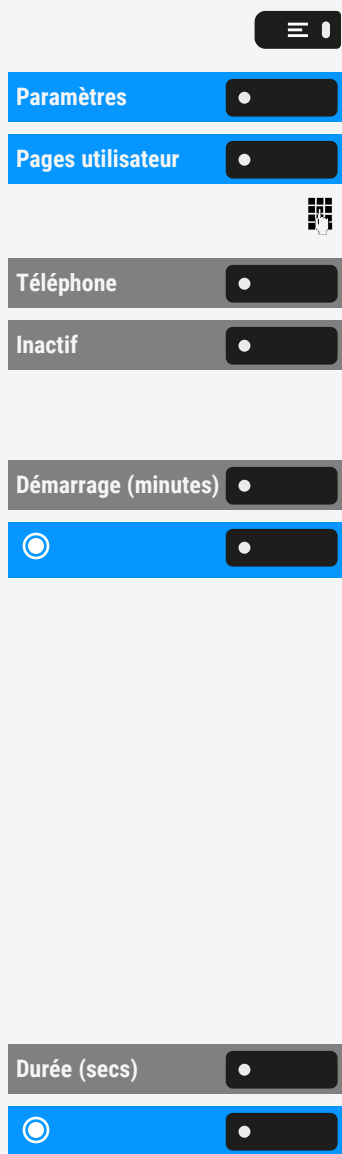 Paramètres
Pages utilisateur
Téléphone
Inactif
Démarrage (minutes)
Durée (secs)